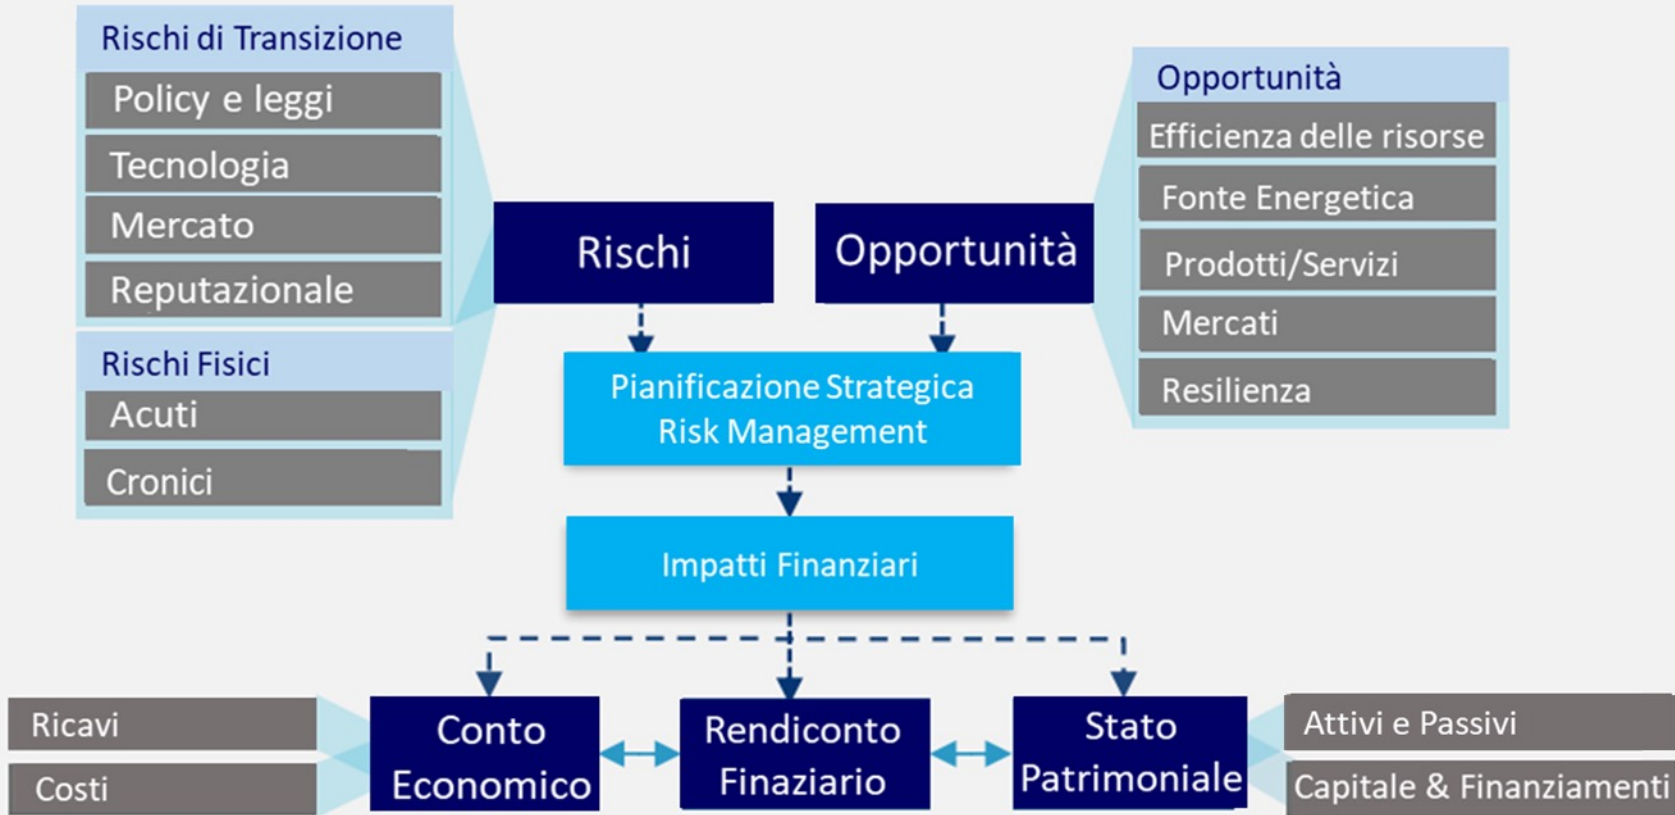 Rischi di Transizione
Policy e leggi
Tecnologia
Mercato
Reputazionale
Rischi Fisici
Acuti
Cronici
Rischi
Opportunità
Opportunità
Efficienza delle risorse
Fonte Energetica
Prodotti/Servizi
Mercati
Resilienza
Pianificazione Strategica
Risk Management
Impatti Finanziari
Ricavi
Costi
Conto
Economico
Rendiconto
Finaziario
Stato
Patrimoniale
Attivi e Passivi
Capitale & Finanziamenti